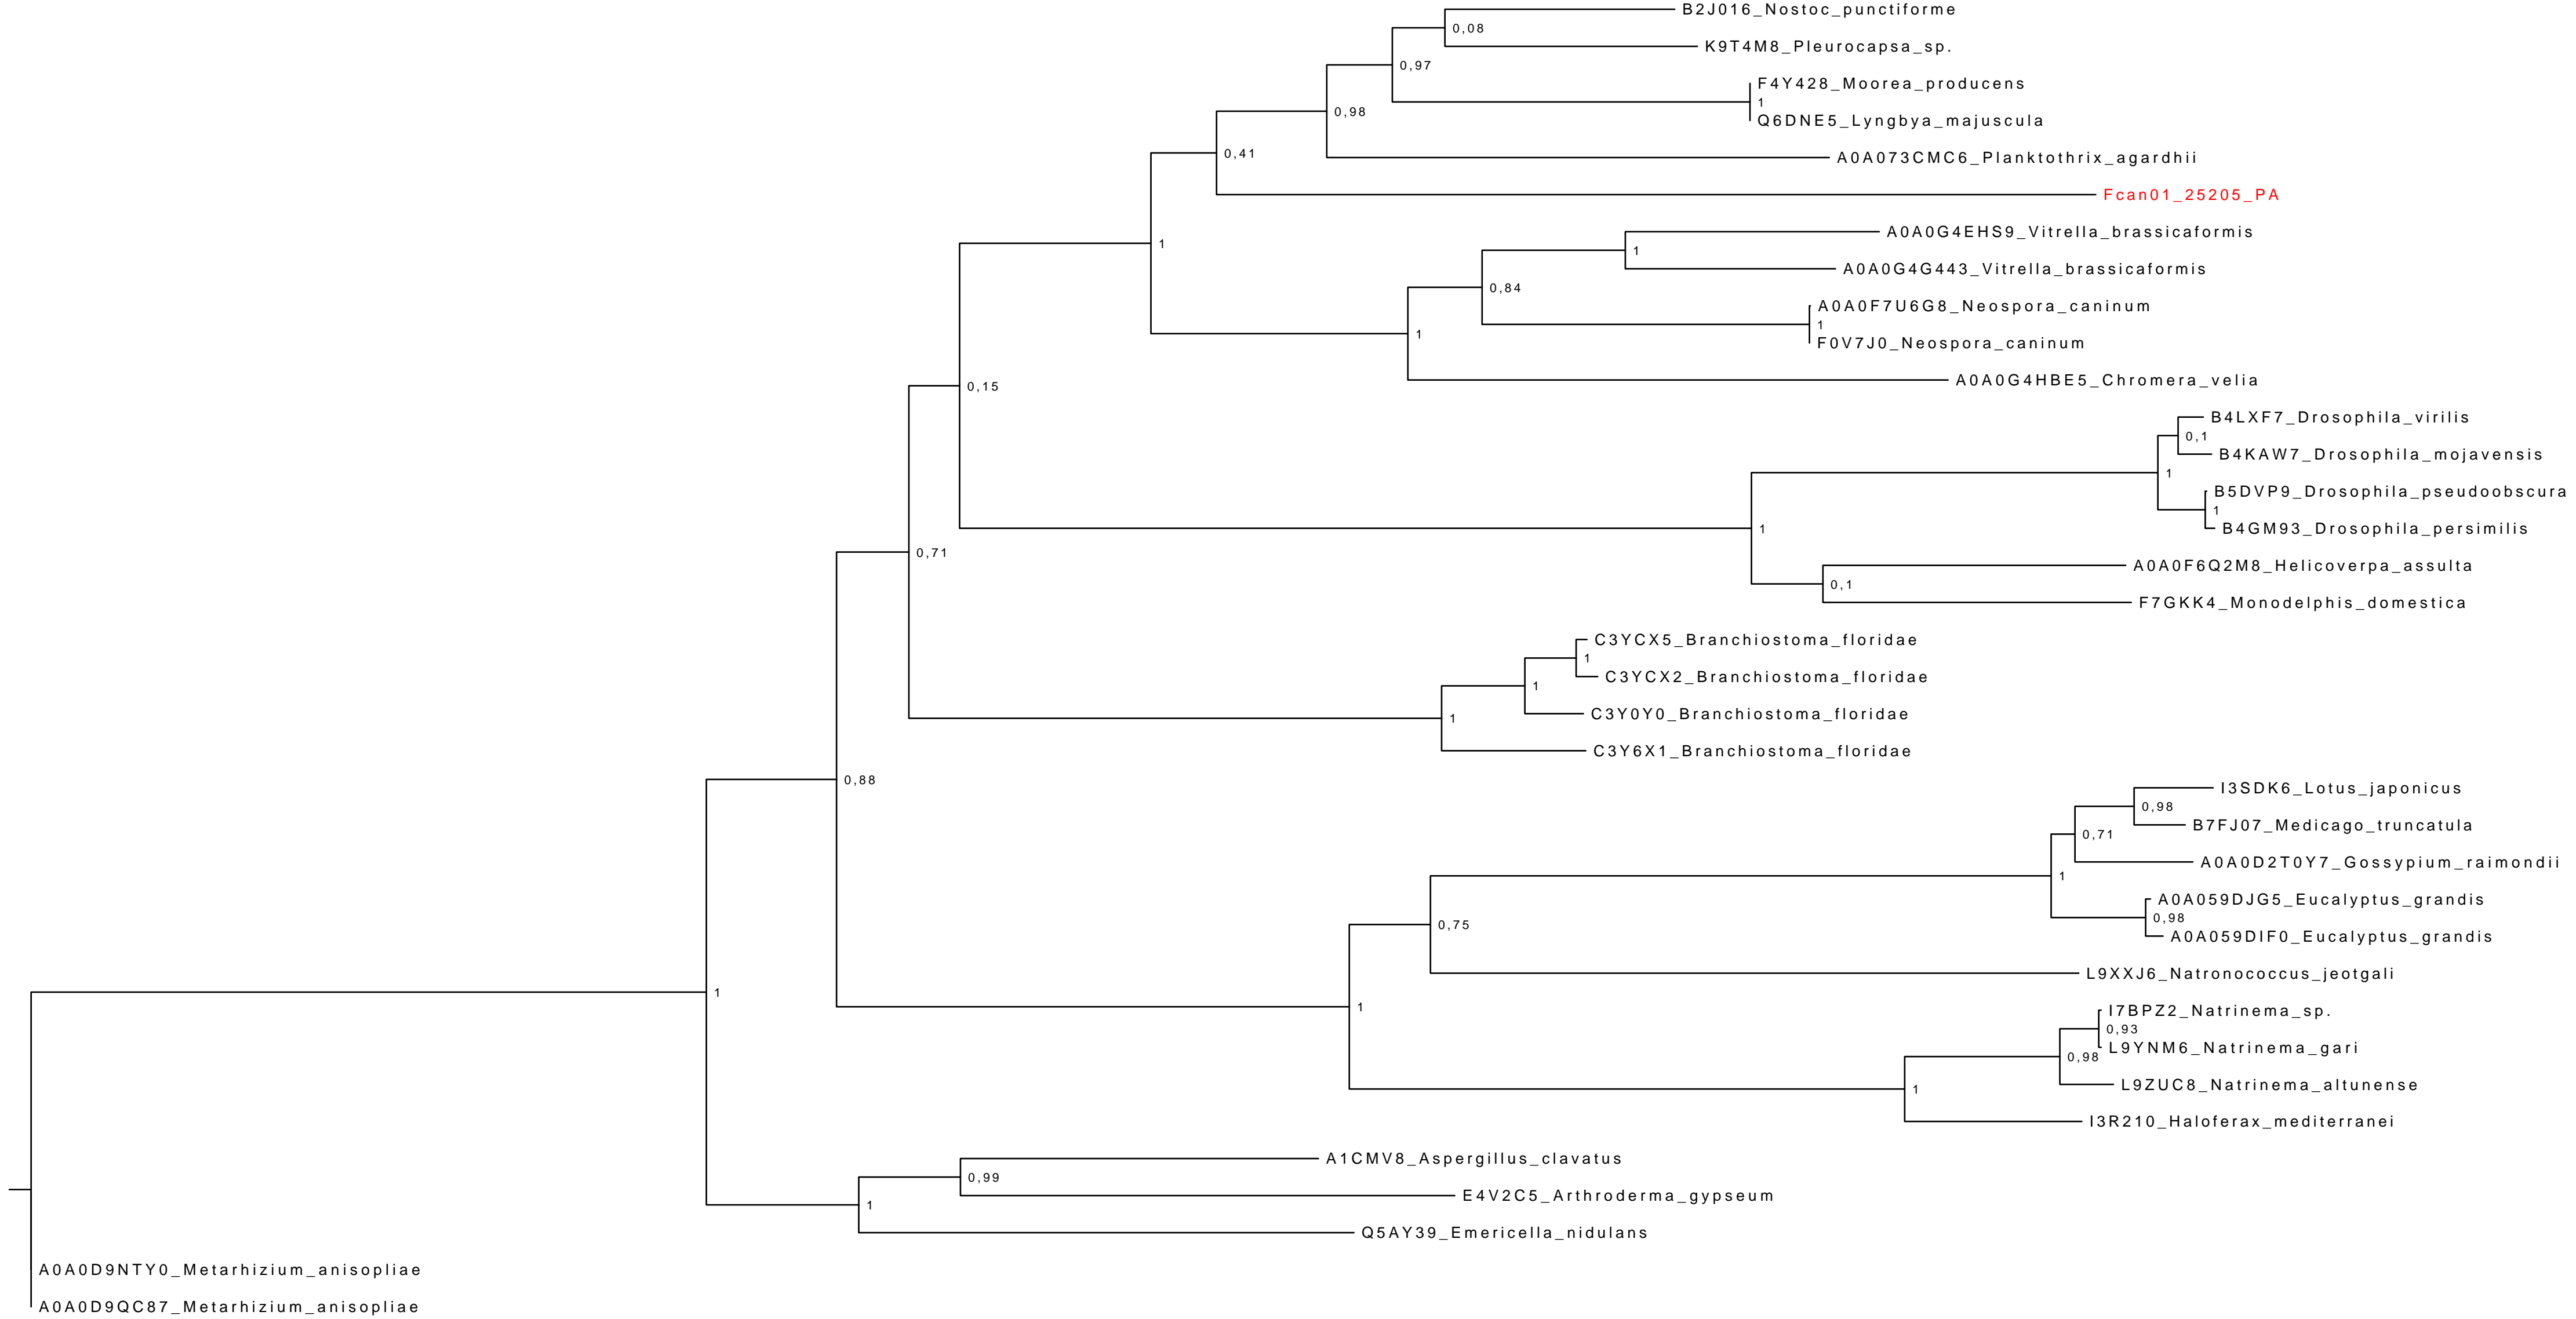 B2J016_Nostoc_punctiforme
0,08
K9T4M8_Pleurocapsa_sp.
0,97
F4Y428_Moorea_producens
1
0,98
Q6DNE5_Lyngbya_majuscula
0,41
A0A073CMC6_Planktothrix_agardhii
Fcan01_25205_PA
A0A0G4EHS9_Vitrella_brassicaformis
1
1
A0A0G4G443_Vitrella_brassicaformis
0,84
A0A0F7U6G8_Neospora_caninum
1
1
F0V7J0_Neospora_caninum
A0A0G4HBE5_Chromera_velia
0,15
B4LXF7_Drosophila_virilis
0,1
B4KAW7_Drosophila_mojavensis
1
B5DVP9_Drosophila_pseudoobscura
1
1
B4GM93_Drosophila_persimilis
0,71
A0A0F6Q2M8_Helicoverpa_assulta
0,1
F7GKK4_Monodelphis_domestica
C3YCX5_Branchiostoma_floridae
1
C3YCX2_Branchiostoma_floridae
1
C3Y0Y0_Branchiostoma_floridae
1
C3Y6X1_Branchiostoma_floridae
0,88
I3SDK6_Lotus_japonicus
0,98
B7FJ07_Medicago_truncatula
0,71
A0A0D2T0Y7_Gossypium_raimondii
1
A0A059DJG5_Eucalyptus_grandis
0,98
0,75
A0A059DIF0_Eucalyptus_grandis
L9XXJ6_Natronococcus_jeotgali
1
1
I7BPZ2_Natrinema_sp.
0,93
L9YNM6_Natrinema_gari
0,98
L9ZUC8_Natrinema_altunense
1
I3R210_Haloferax_mediterranei
A1CMV8_Aspergillus_clavatus
0,99
E4V2C5_Arthroderma_gypseum
1
Q5AY39_Emericella_nidulans
A0A0D9NTY0_Metarhizium_anisopliae
A0A0D9QC87_Metarhizium_anisopliae